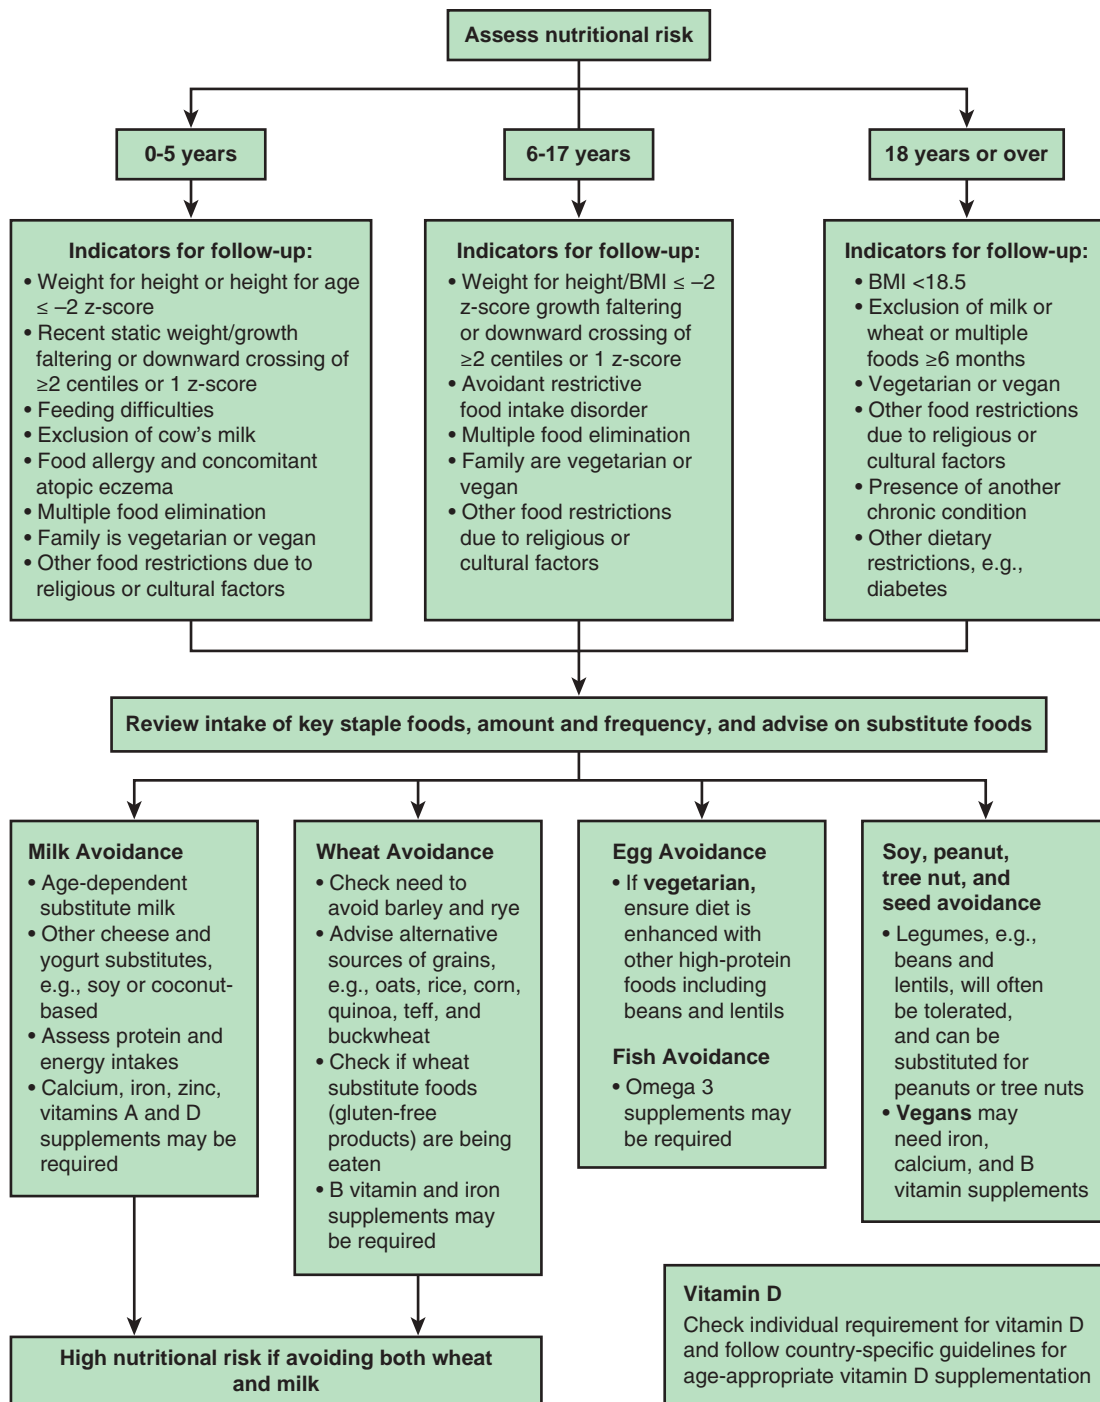 Assess nutritional risk
0-5 years
6-17 years
18 years or over
Indicators for follow-up:
• Weight for height or height for age
≤ –2 z-score
• Recent static weight/growth
faltering or downward crossing of
≥2 centiles or 1 z-score
• Feeding difficulties
• Exclusion of cow's milk
• Food allergy and concomitant
atopic eczema
• Multiple food elimination
• Family is vegetarian or vegan
• Other food restrictions due to
religious or cultural factors
Indicators for follow-up:
• Weight for height/BMI ≤ –2
z-score growth faltering
or downward crossing of
≥2 centiles or 1 z-score
• Avoidant restrictive
food intake disorder
• Multiple food elimination
• Family are vegetarian or
vegan
• Other food restrictions
due to religious or
cultural factors
Indicators for follow-up:
• BMI <18.5
• Exclusion of milk or
wheat or multiple
foods ≥6 months
• Vegetarian or vegan
• Other food restrictions
due to religious or
cultural factors
• Presence of another
chronic condition
• Other dietary
restrictions, e.g.,
diabetes
Review intake of key staple foods, amount and frequency, and advise on substitute foods
Milk Avoidance
• Age-dependent
substitute milk
• Other cheese and
yogurt substitutes,
e.g., soy or coconut-
based
• Assess protein and
energy intakes
• Calcium, iron, zinc,
vitamins A and D
supplements may be
required
Wheat Avoidance
• Check need to
avoid barley and rye
• Advise alternative
sources of grains,
e.g., oats, rice, corn,
quinoa, teff, and
buckwheat
• Check if wheat
substitute foods
(gluten-free
products) are being
eaten
• B vitamin and iron
supplements may
be required
Egg Avoidance
• If vegetarian,
ensure diet is
enhanced with
other high-protein
foods including
beans and lentils
Fish Avoidance
• Omega 3
supplements may
be required
Soy, peanut,
tree nut, and
seed avoidance
• Legumes, e.g.,
beans and
lentils, will often
be tolerated,
and can be
substituted for
peanuts or tree nuts
• Vegans may
need iron,
calcium, and B
vitamin supplements
High nutritional risk if avoiding both wheat
and milk
Vitamin D
Check individual requirement for vitamin D
and follow country-specific guidelines for
age-appropriate vitamin D supplementation